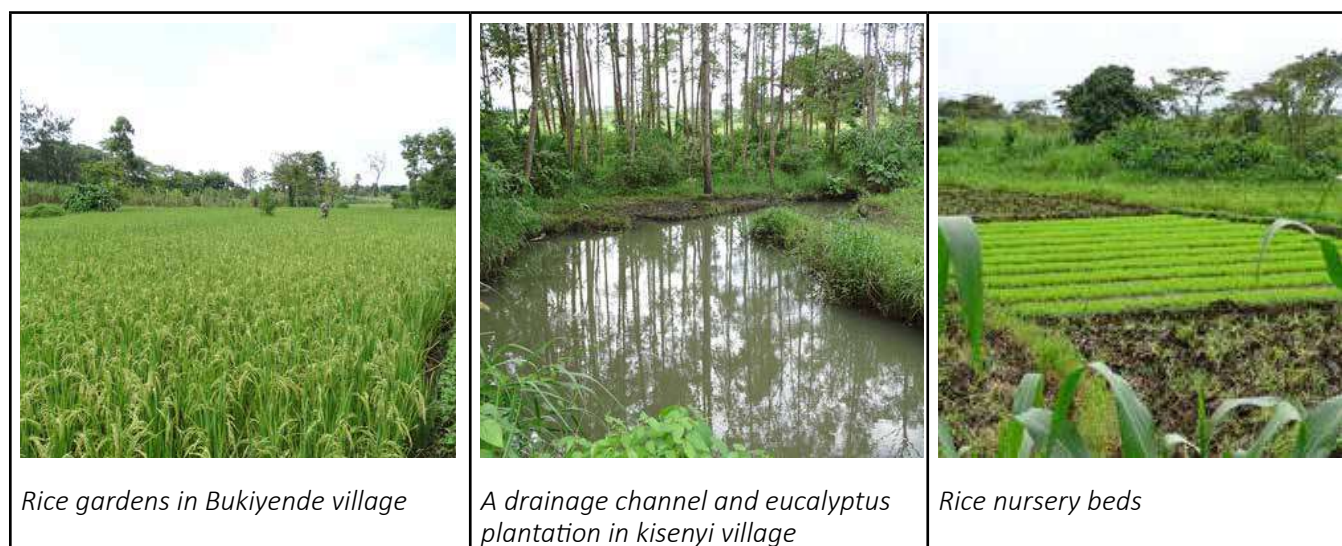 Rice gardens in Bukiyende village
A drainage channel and eucalyptus
plantation in kisenyi village
Rice nursery beds